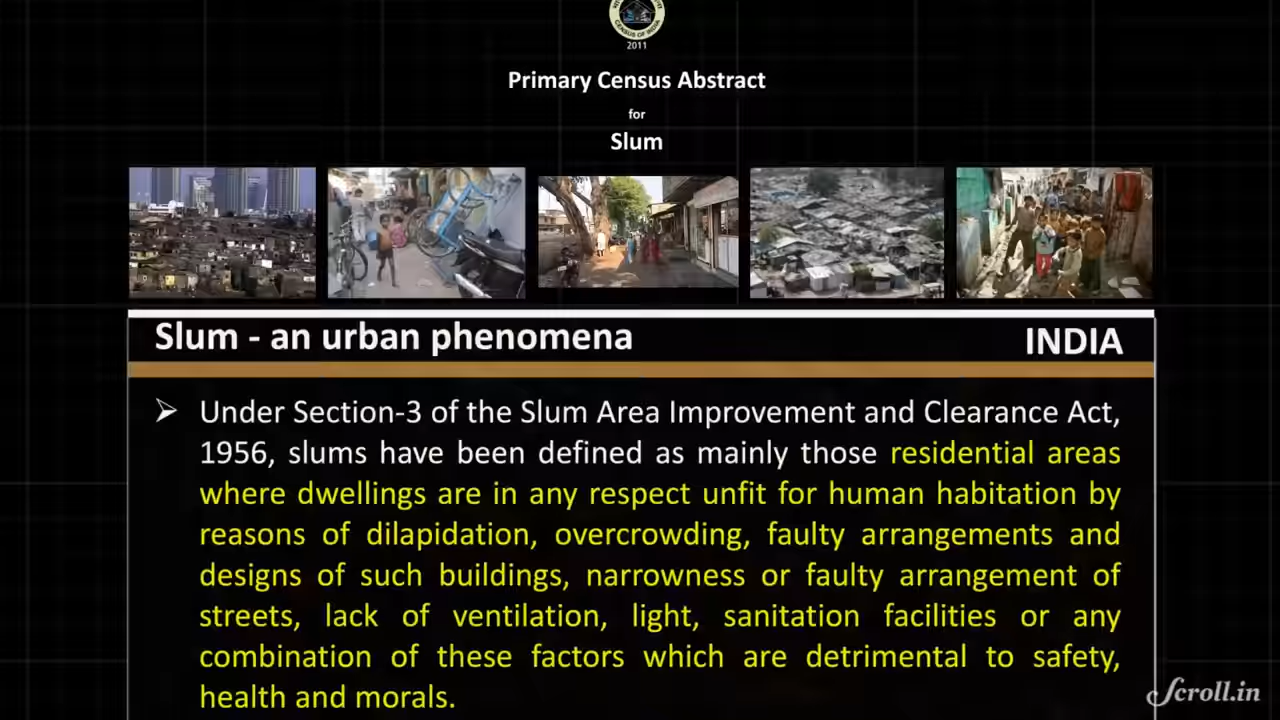 CENSUS OF INDIA
2011
Primary Census Abstract
for
Slum
Slum - an urban phenomena
INDIA
Under Section-3 of the Slum Area Improvement and Clearance Act,
1956, slums have been defined as mainly those residential areas
where dwellings are in any respect unfit for human habitation by
reasons of dilapidation, overcrowding, faulty arrangements and
designs of such buildings, narrowness or faulty arrangement of
streets, lack of ventilation, light, sanitation facilities or any
combination of these factors which are detrimental to safety,
health and morals.
Scroll.in